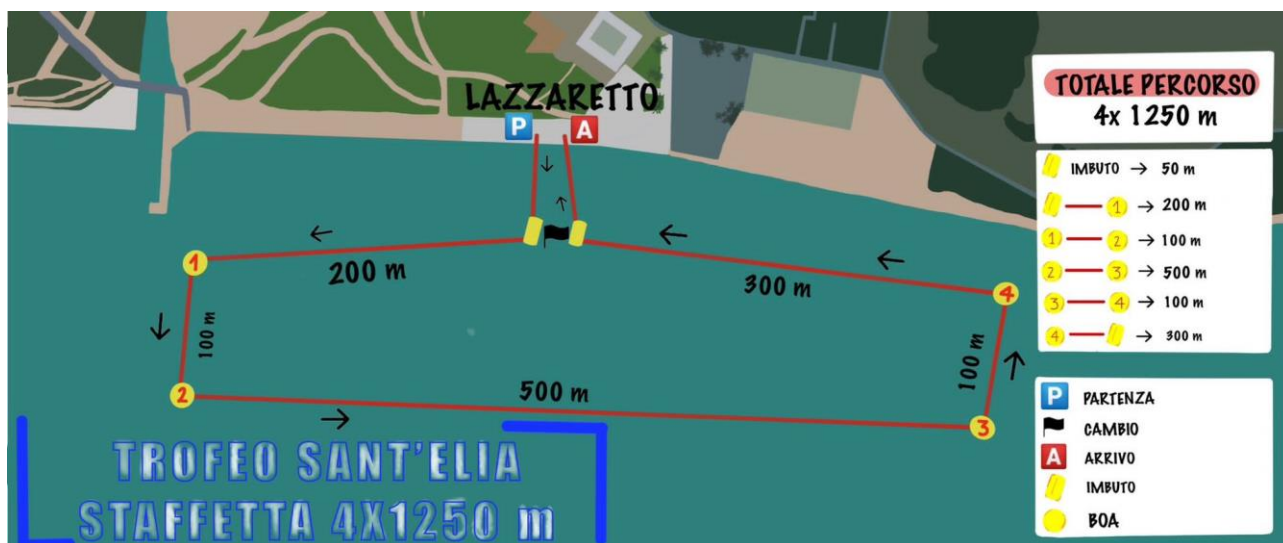 LAZZARETTO
P A
1
200 m
300 m
4
100 m
100 m
2
500 m
3
TROFEO SANT'ELIA
STAFFETTA 4X1250 m
TOTALE PERCORSO
4x 1250 m
IMBUTO → 50 m
1 → 200 m
1 2 → 100 m
2 3 → 500 m
3 4 → 100 m
4 → 300 m
P PARTENZA
CAMBIO
A ARRIVO
IMBUTO
BOA